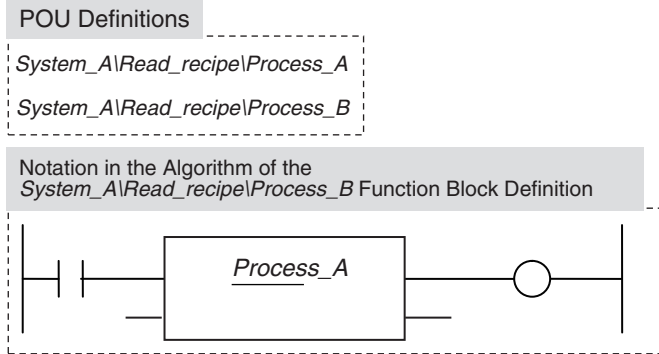 POU Definitions
System_A\Read_recipe\Process_A
System_A\Read_recipe\Process_B
Notation in the Algorithm of the
System_A\Read_recipe\Process_B Function Block Definition
Process_A